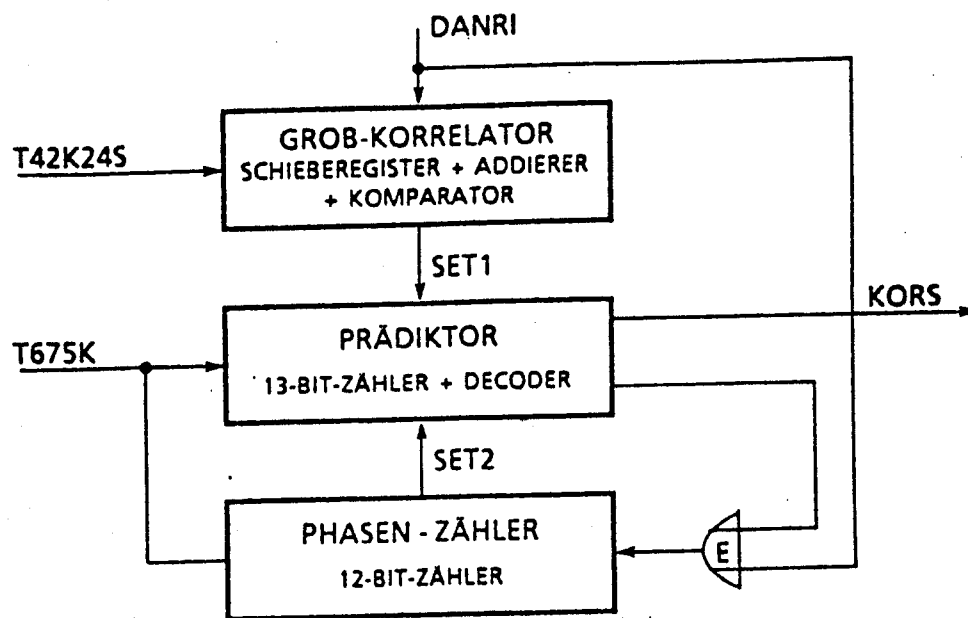 DANRI
GROB-KORRELATOR
SCHIEBEREGISTER + ADDIERER
+ KOMPARATOR
T42K24S
SET1
KORS
PRÄDIKTOR
13-BIT-ZÄHLER + DECODER
T675K
SET2
PHASEN - ZÄHLER
12-BIT-ZÄHLER
E